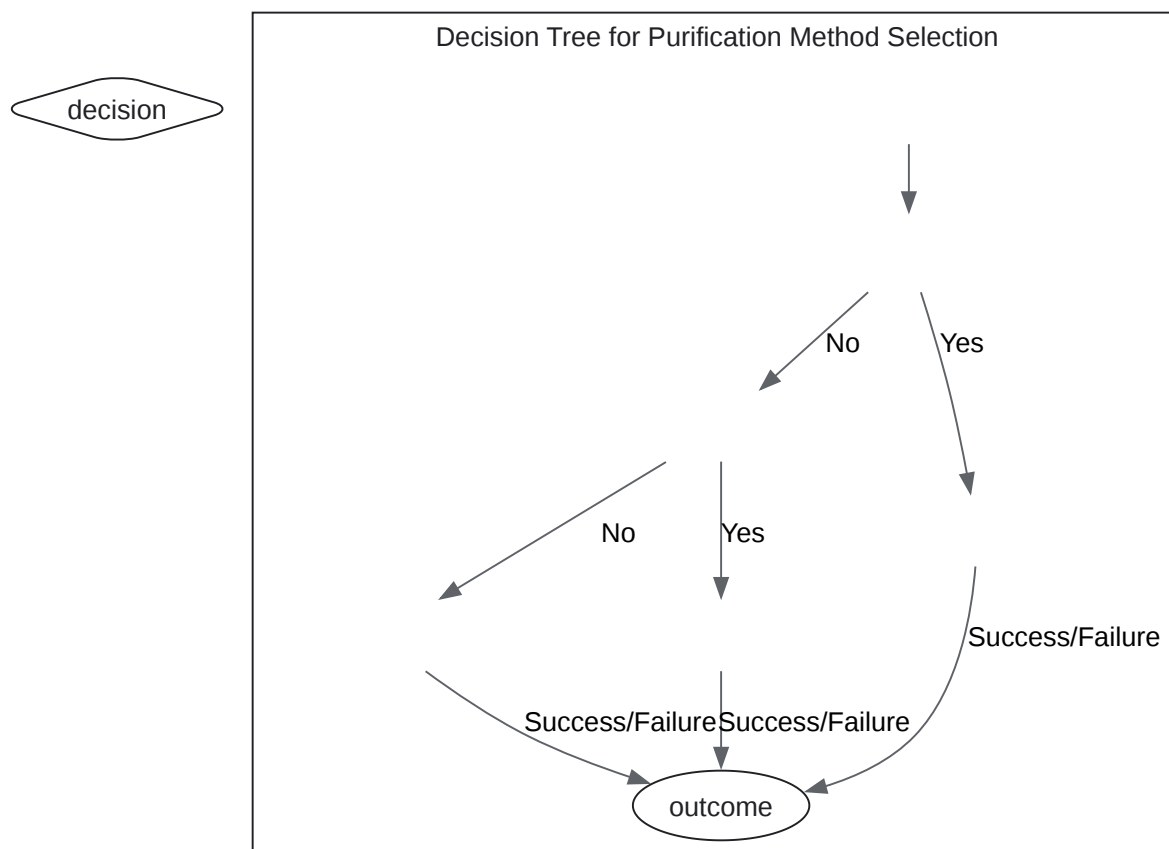 Decision Tree for Purification Method Selection
decision
No
Yes
No
Yes
Success/Failure
Success/Failure
Success/Failure
outcome